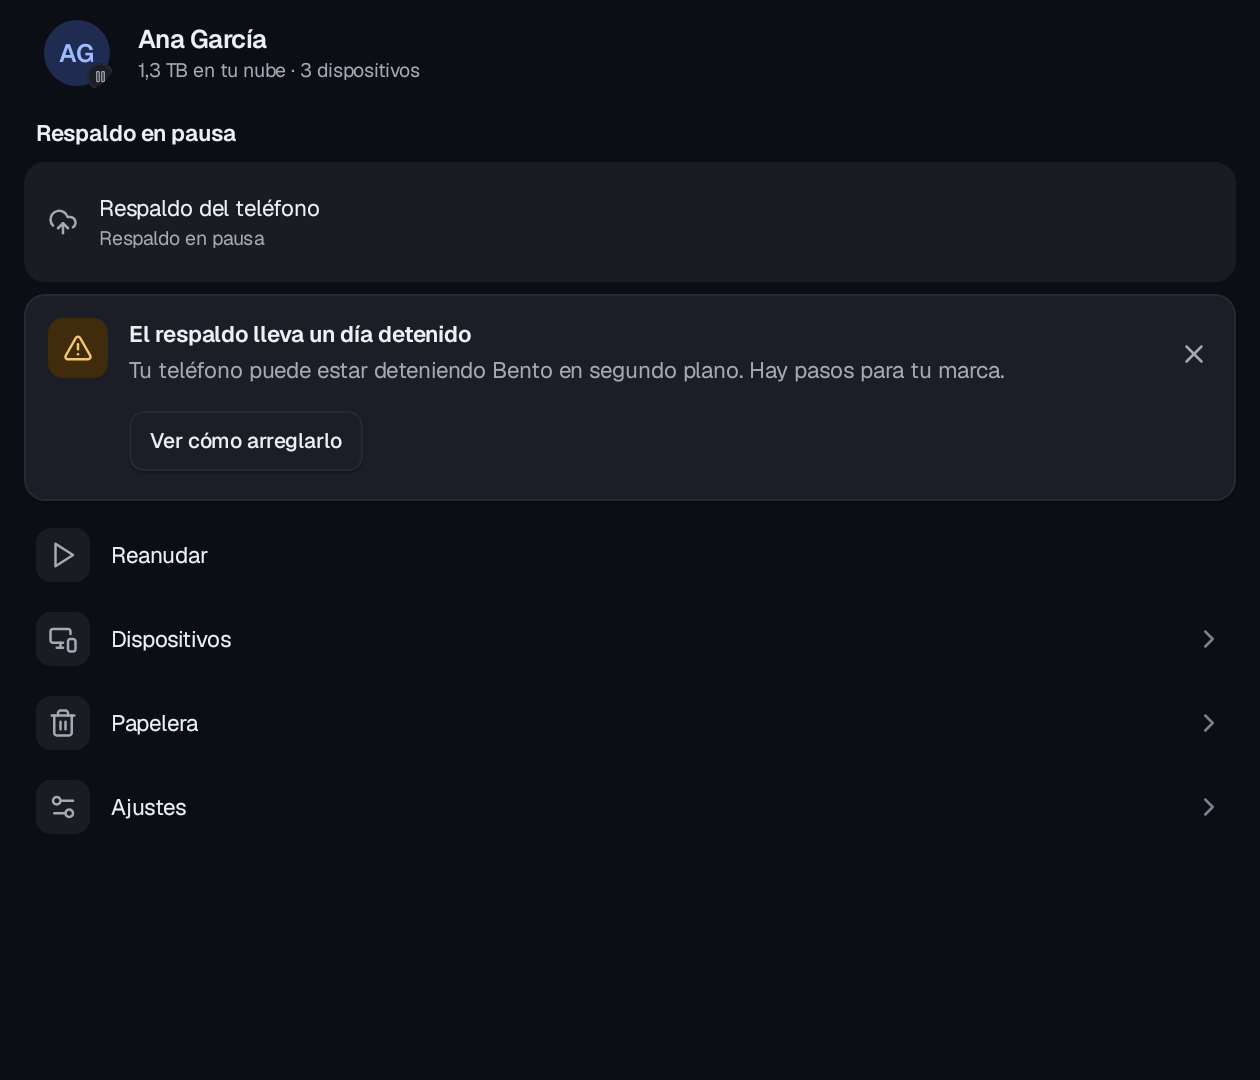 AG
Ana García
1,3 TB en tu nube · 3 dispositivos
Respaldo en pausa
Respaldo del teléfono
Respaldo en pausa
El respaldo lleva un día detenido
Tu teléfono puede estar deteniendo Bento en segundo plano. Hay pasos para tu marca.
Ver cómo arreglarlo
Reanudar
Dispositivos
Papelera
Ajustes